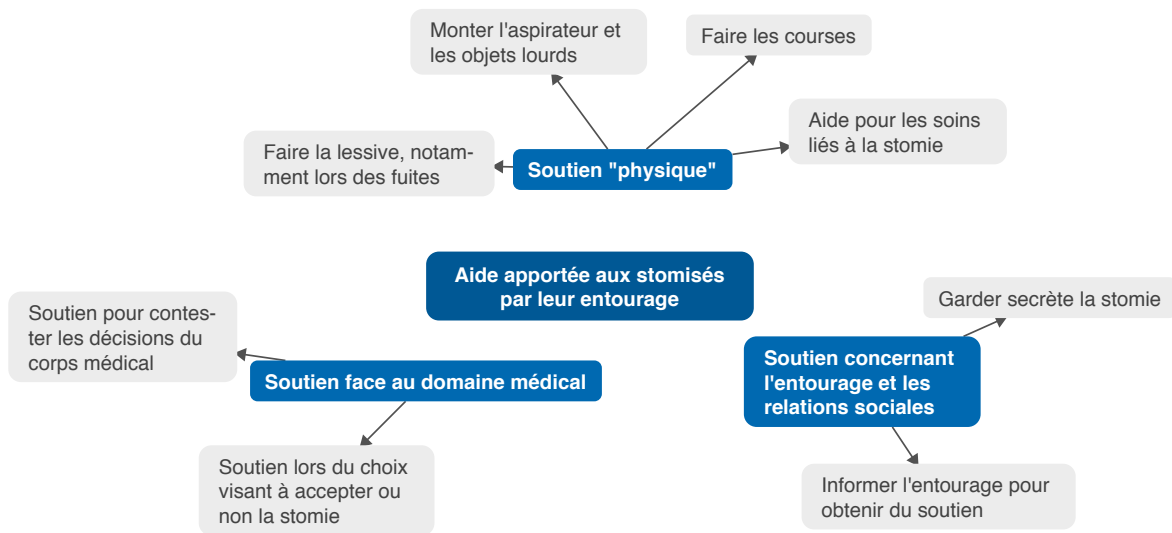 Monter l'aspirateur et
les objets lourds
Faire les courses
Aide pour les soins
liés à la stomie
Faire la lessive, notam-
ment lors des fuites
Soutien "physique"
Aide apportée aux stomisés
par leur entourage
Soutien pour contes-
ter les décisions du
corps médical
Soutien face au domaine médical
Soutien lors du choix
visant à accepter ou
non la stomie
Garder secrète la stomie
Soutien concernant
l'entourage et les
relations sociales
Informer l'entourage pour
obtenir du soutien